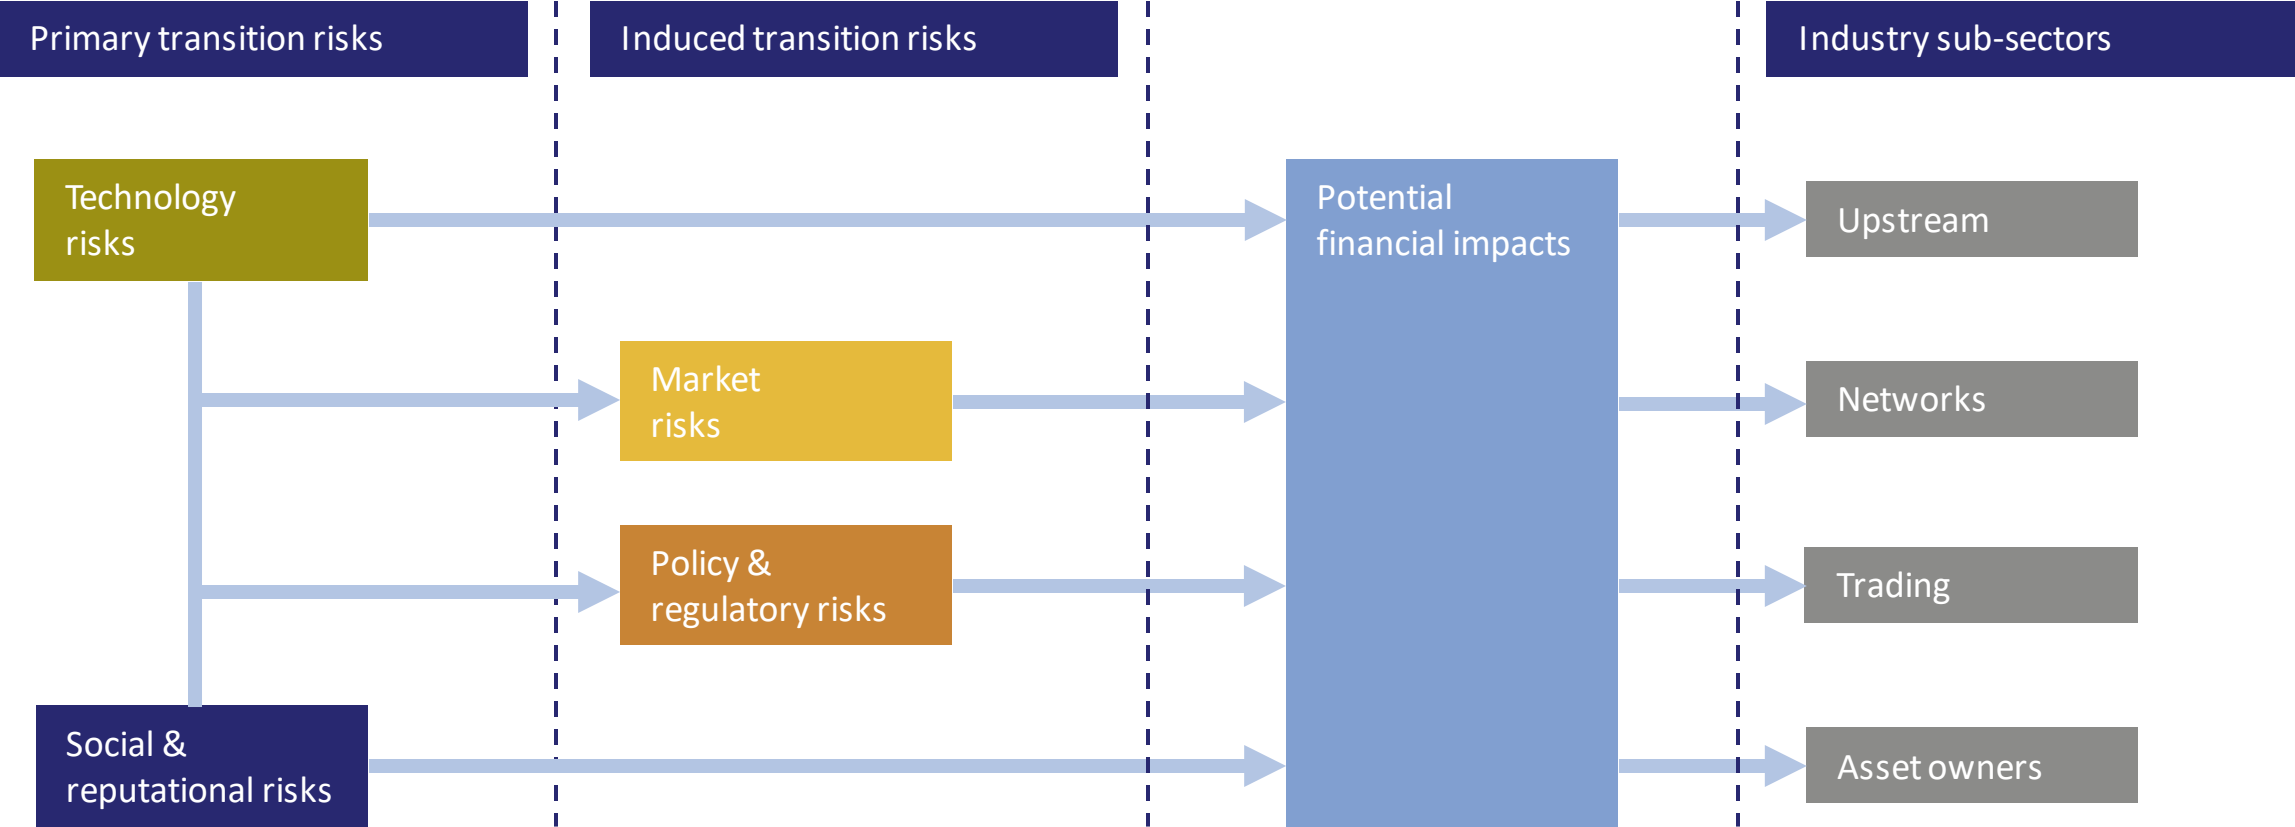 Primary transition risks
Induced transition risks
Industry sub-sectors
Technology
risks
Potential
financial impacts
Upstream
Market
risks
Networks
Policy &
regulatory risks
Trading
Social &
reputational risks
Asset owners